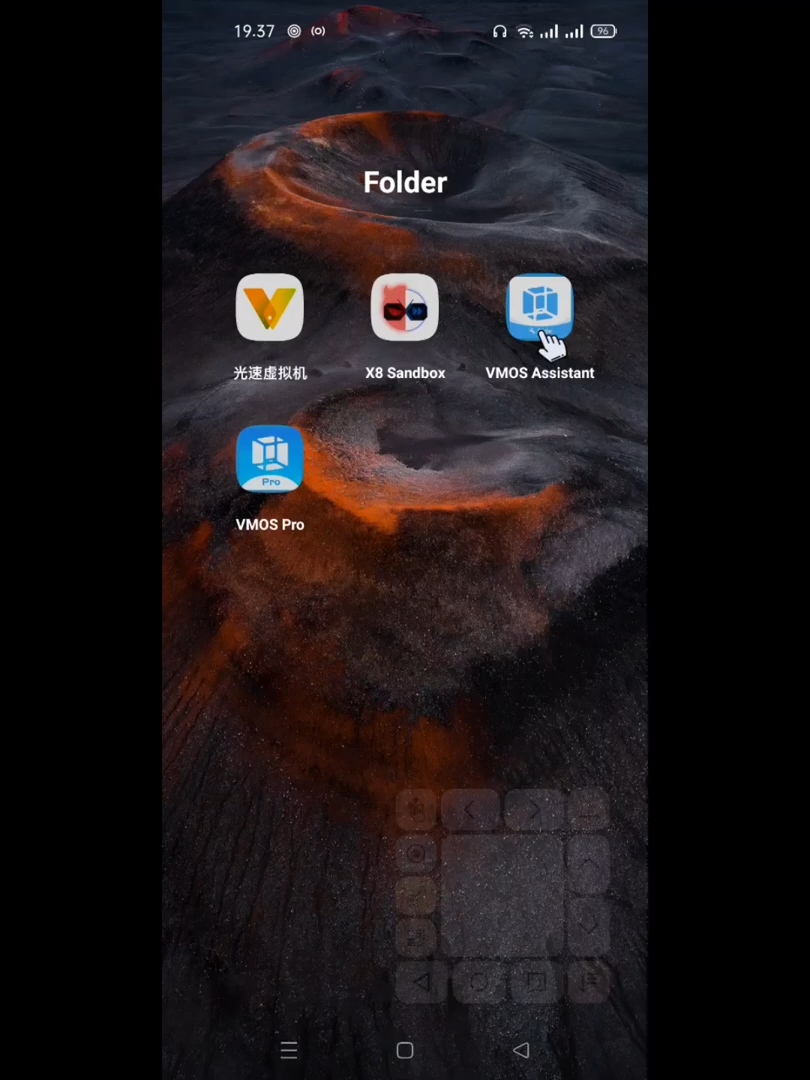 19.37
96
Folder
光速虚拟机
X8 Sandbox
VMOS Assistant
Pro
VMOS Pro